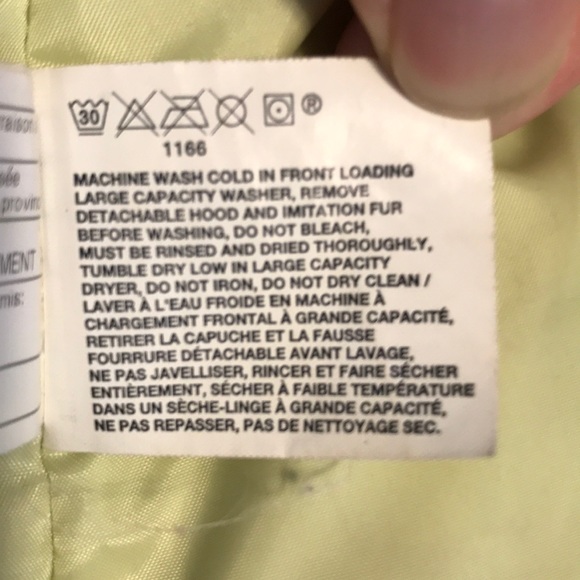 30
®
1166
MACHINE WASH COLD IN FRONT LOADING
LARGE CAPACITY WASHER, REMOVE
DETACHABLE HOOD AND IMITATION FUR
BEFORE WASHING, DO NOT BLEACH,
MUST BE RINSED AND DRIED THOROUGHLY,
TUMBLE DRY LOW IN LARGE CAPACITY
DRYER, DO NOT IRON, DO NOT DRY CLEAN /
LAVER À L'EAU FROIDE EN MACHINE À
CHARGEMENT FRONTAL À GRANDE CAPACITÉ,
RETIRER LA CAPUCHE ET LA FAUSSE
FOURRURE DÉTACHABLE AVANT LAVAGE,
NE PAS JAVELLISER, RINCER ET FAIRE SÉCHER
ENTIÈREMENT, SÉCHER À FAIBLE TEMPÉRATURE
DANS UN SÈCHE-LINGE À GRANDE CAPACITÉ,
NE PAS REPASSER, PAS DE NETTOYAGE SEC.